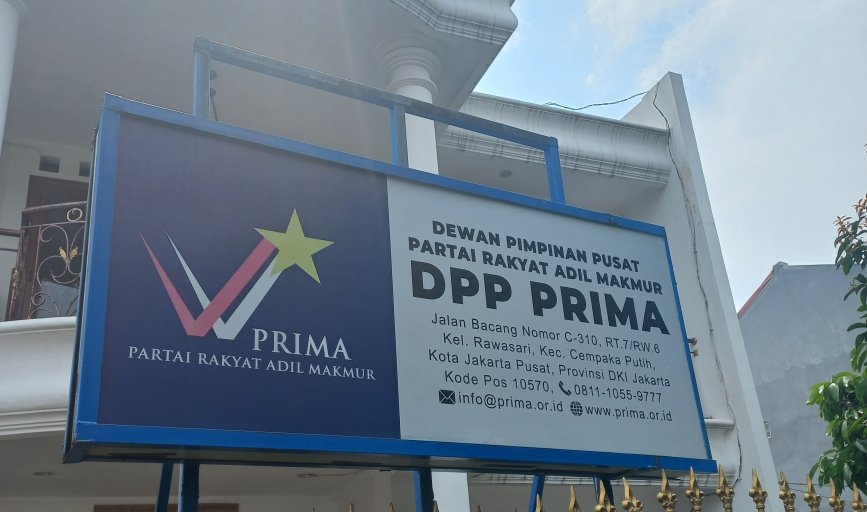 PRIMA
PARTAI RAKYAT ADIL MAKMUR
DEWAN PIMPINAN PUSAT
PARTAI RAKYAT ADIL MAKMUR
DPP PRIMA
Jalan Bacang Nomor C-310, RT.7/RW.6
Kel. Rawasari, Kec. Cempaka Putih,
Kota Jakarta Pusat, Provinsi DKI Jakarta
Kode Pos 10570, 0811-1055-9777
info@prima.or.id www.prima.or.id